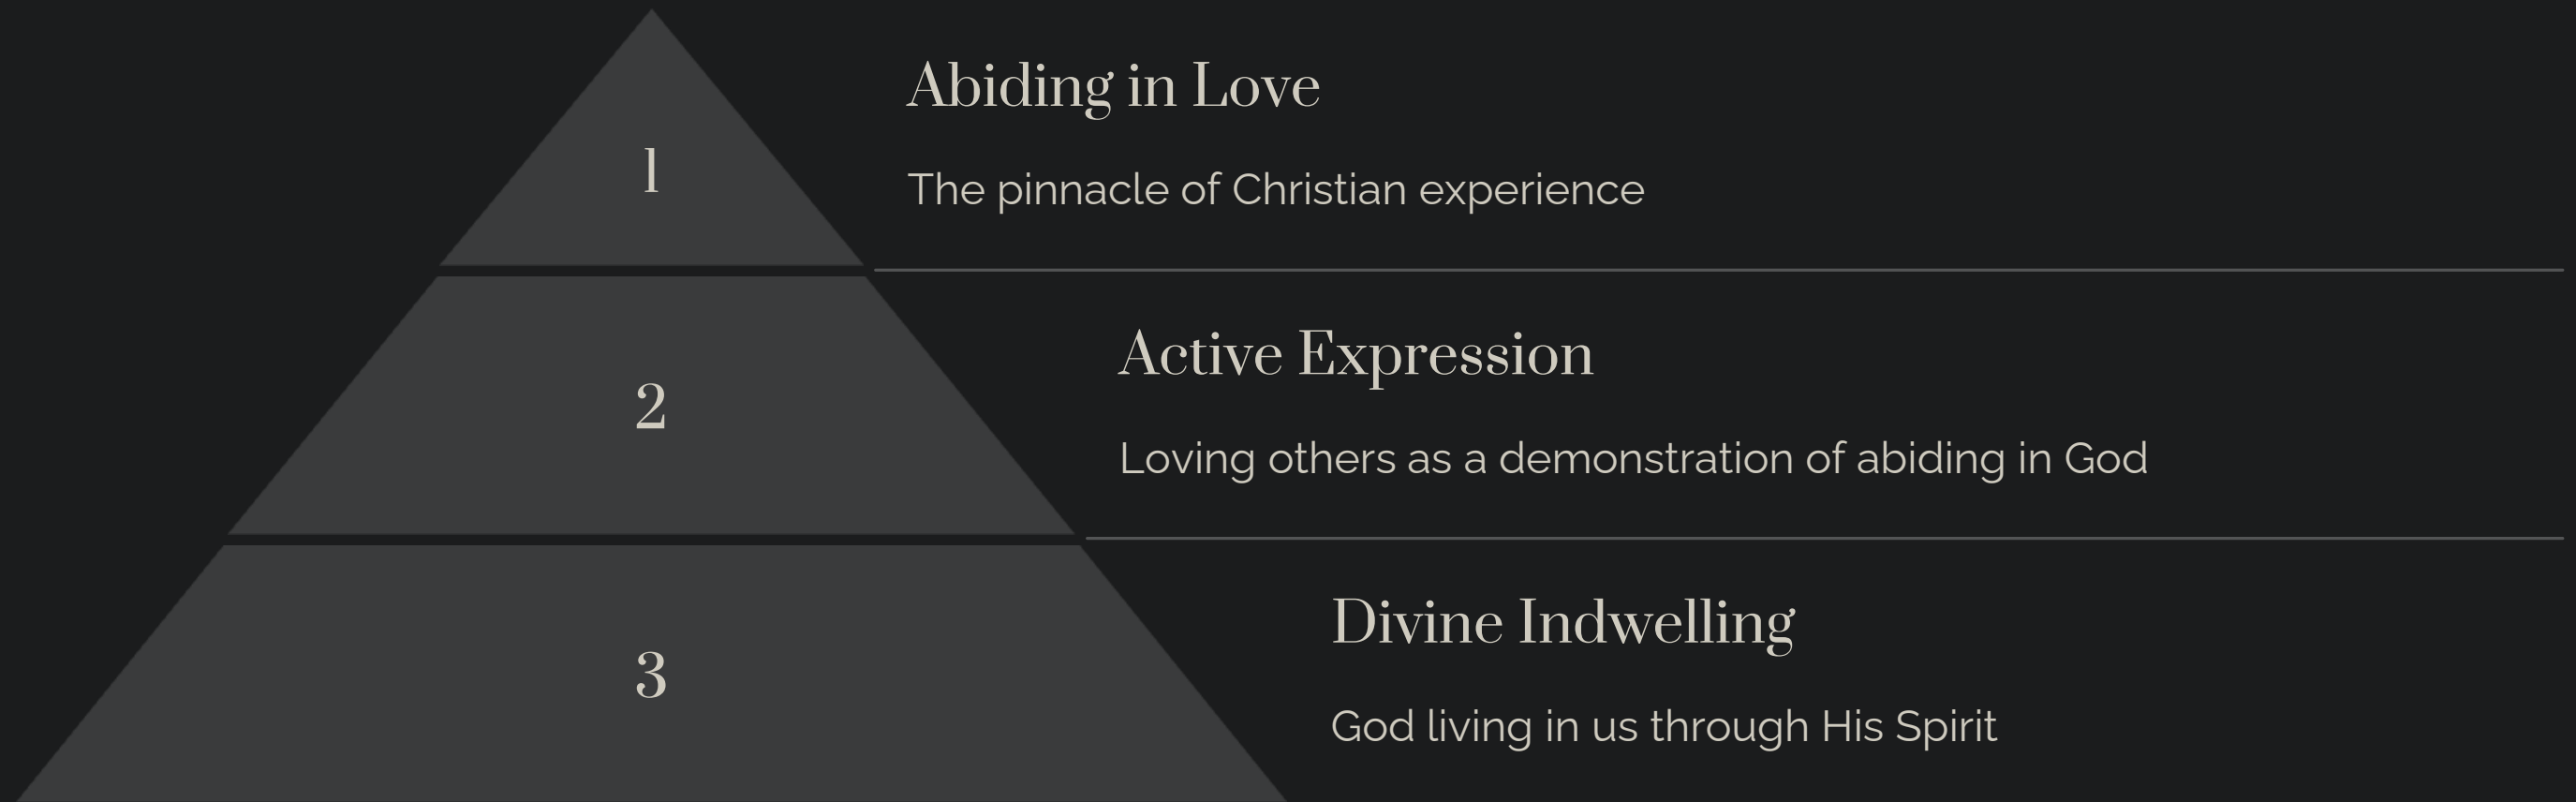 1
Abiding in Love
The pinnacle of Christian experience
2
Active Expression
Loving others as a demonstration of abiding in God
3
Divine Indwelling
God living in us through His Spirit